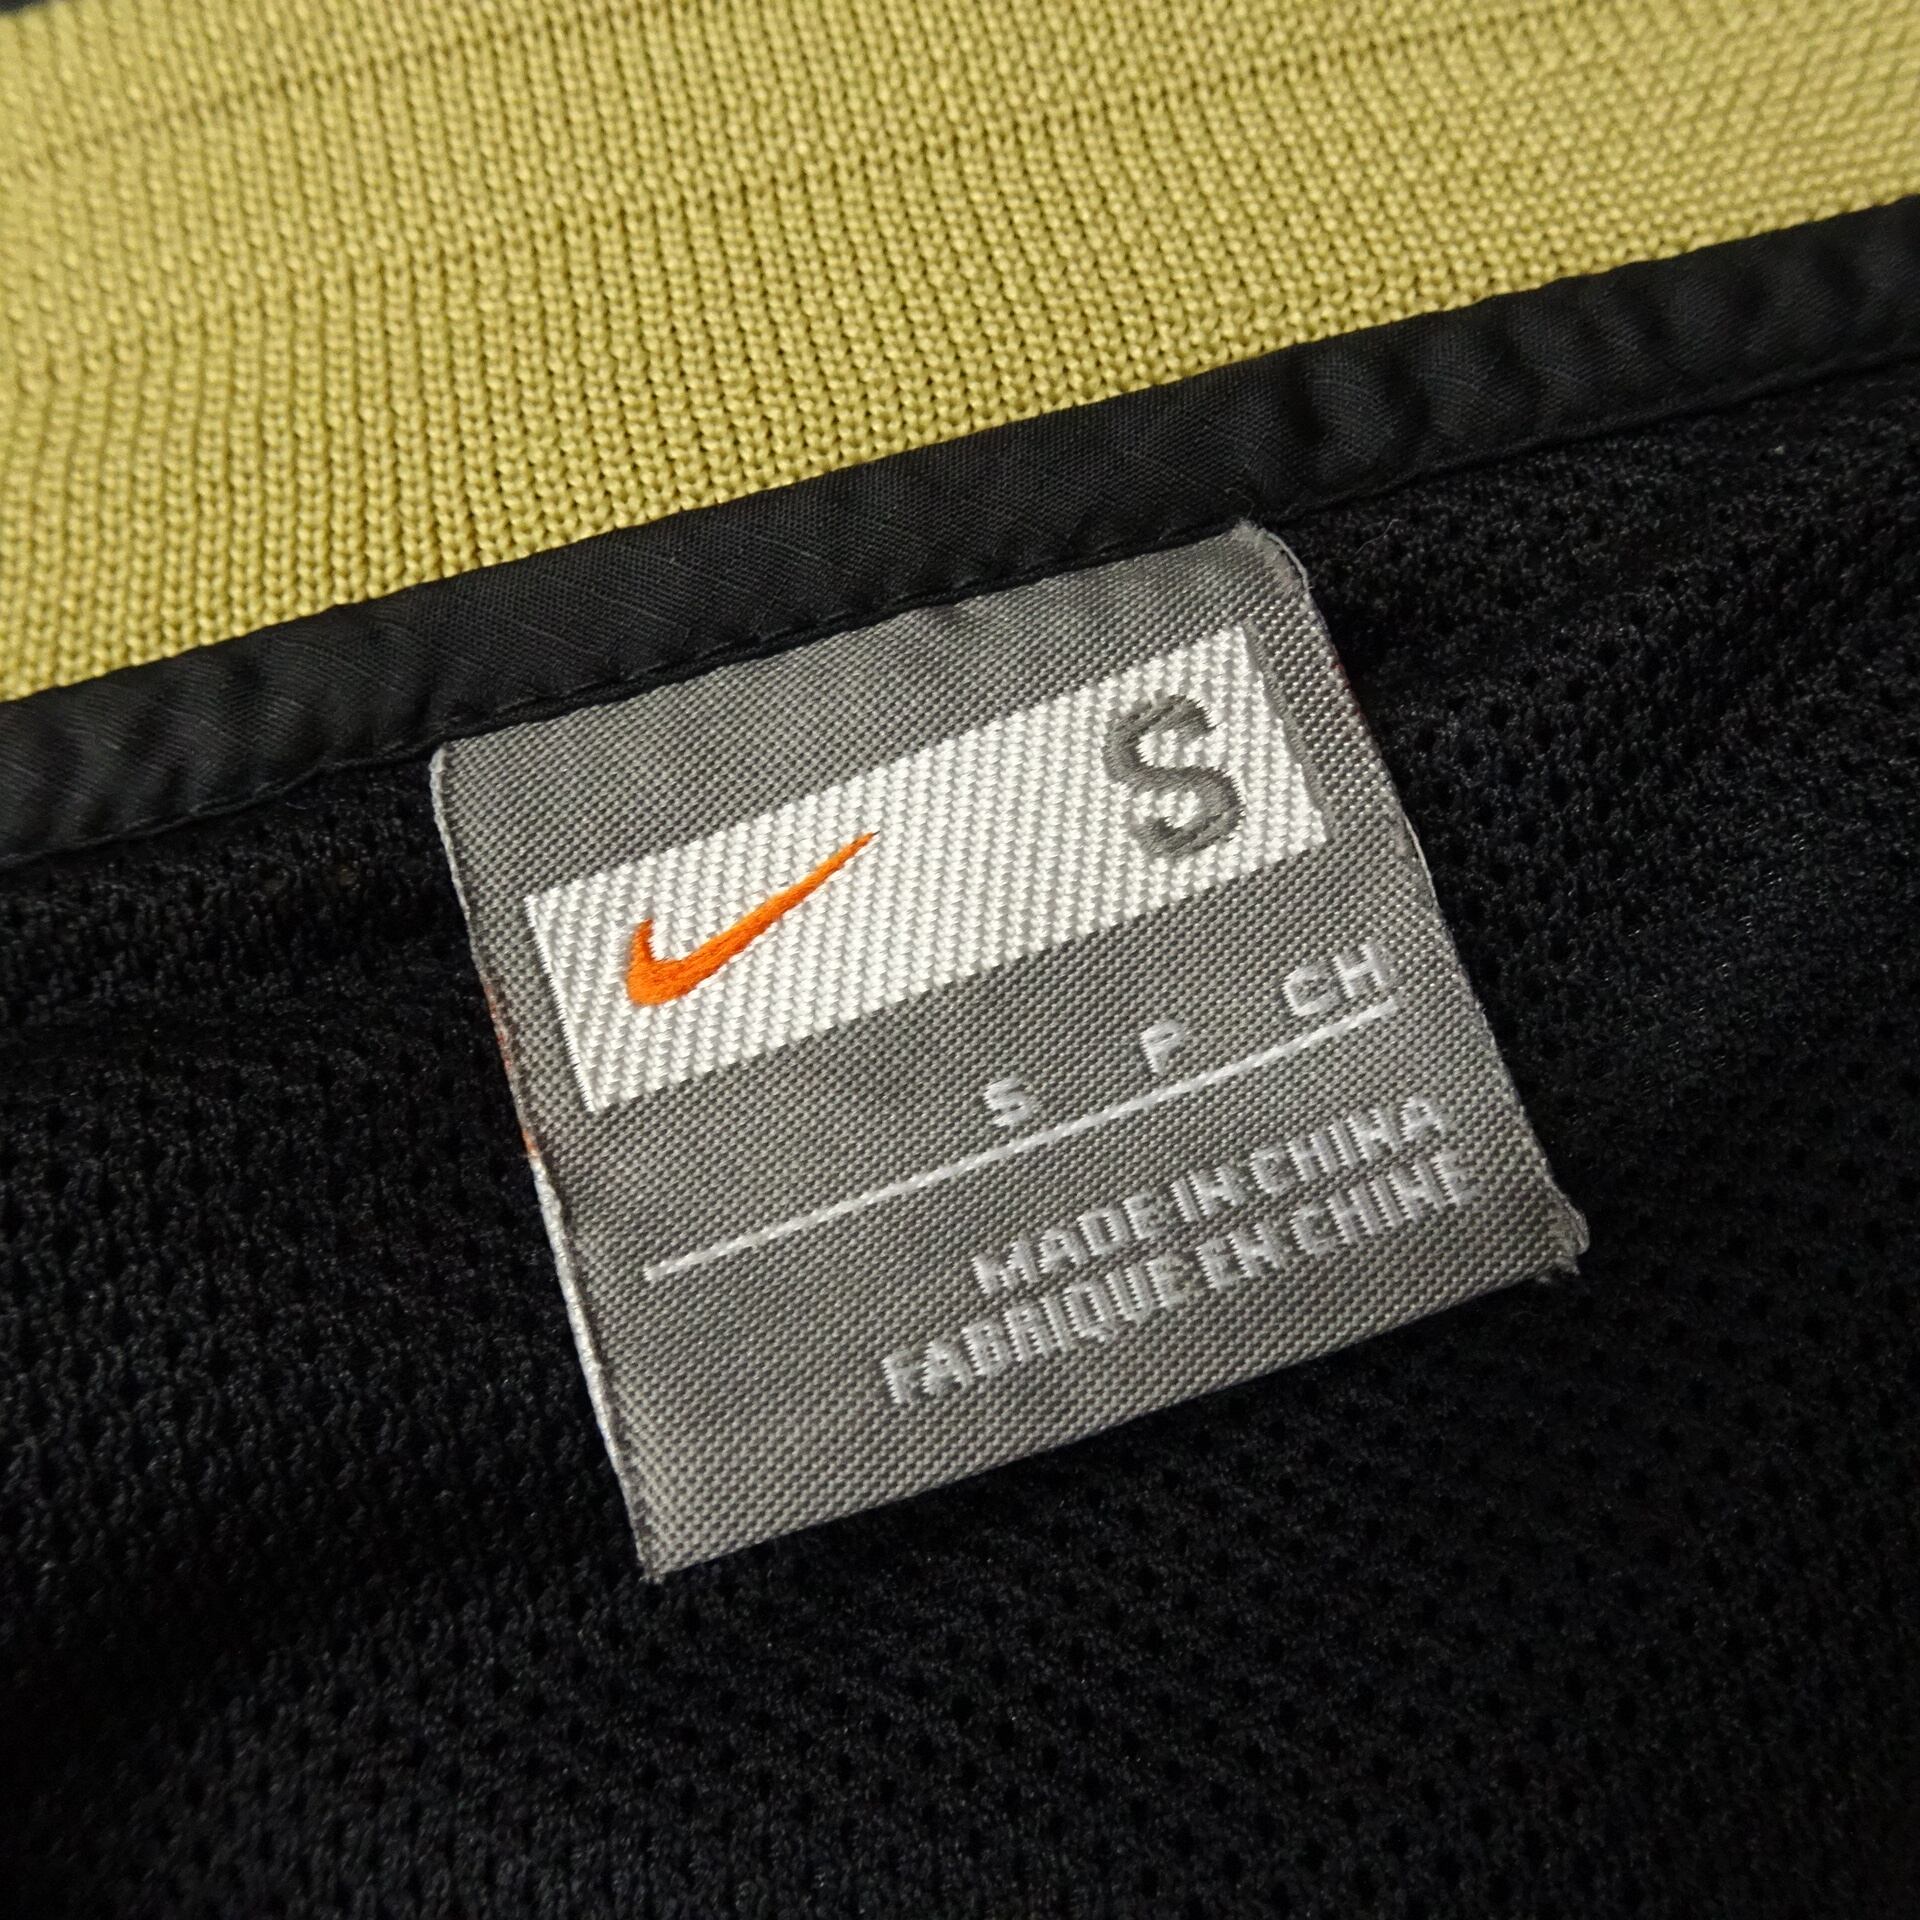 S
S P CH
MADE IN CHINA
FABRIQUE EN CHINE